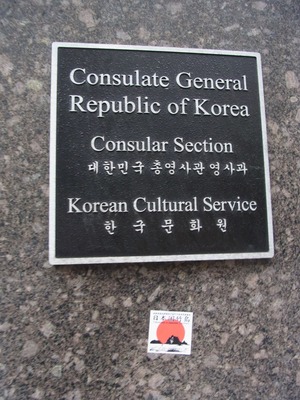 Consulate General
Republic of Korea
Consular Section
대한민국 총영사관 영사과
Korean Cultural Service
한국문화원